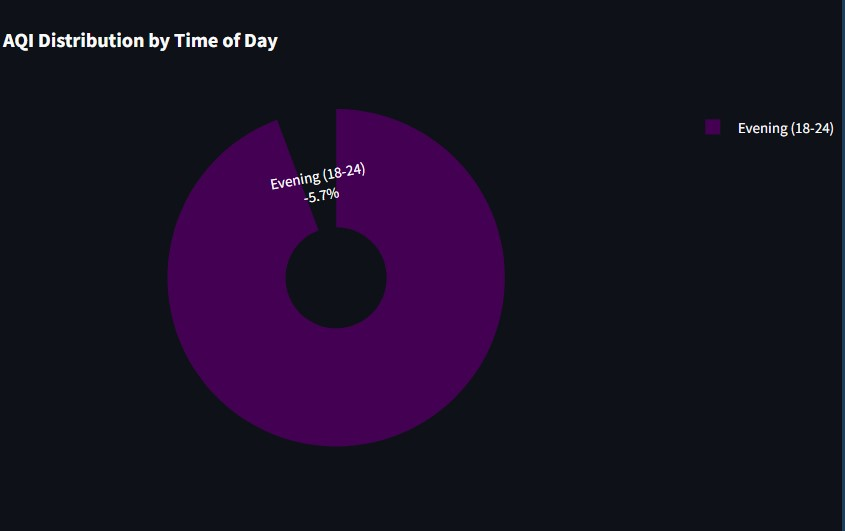 AQI Distribution by Time of Day
Evening (18-24)
Evening (18-24)
-5.7%